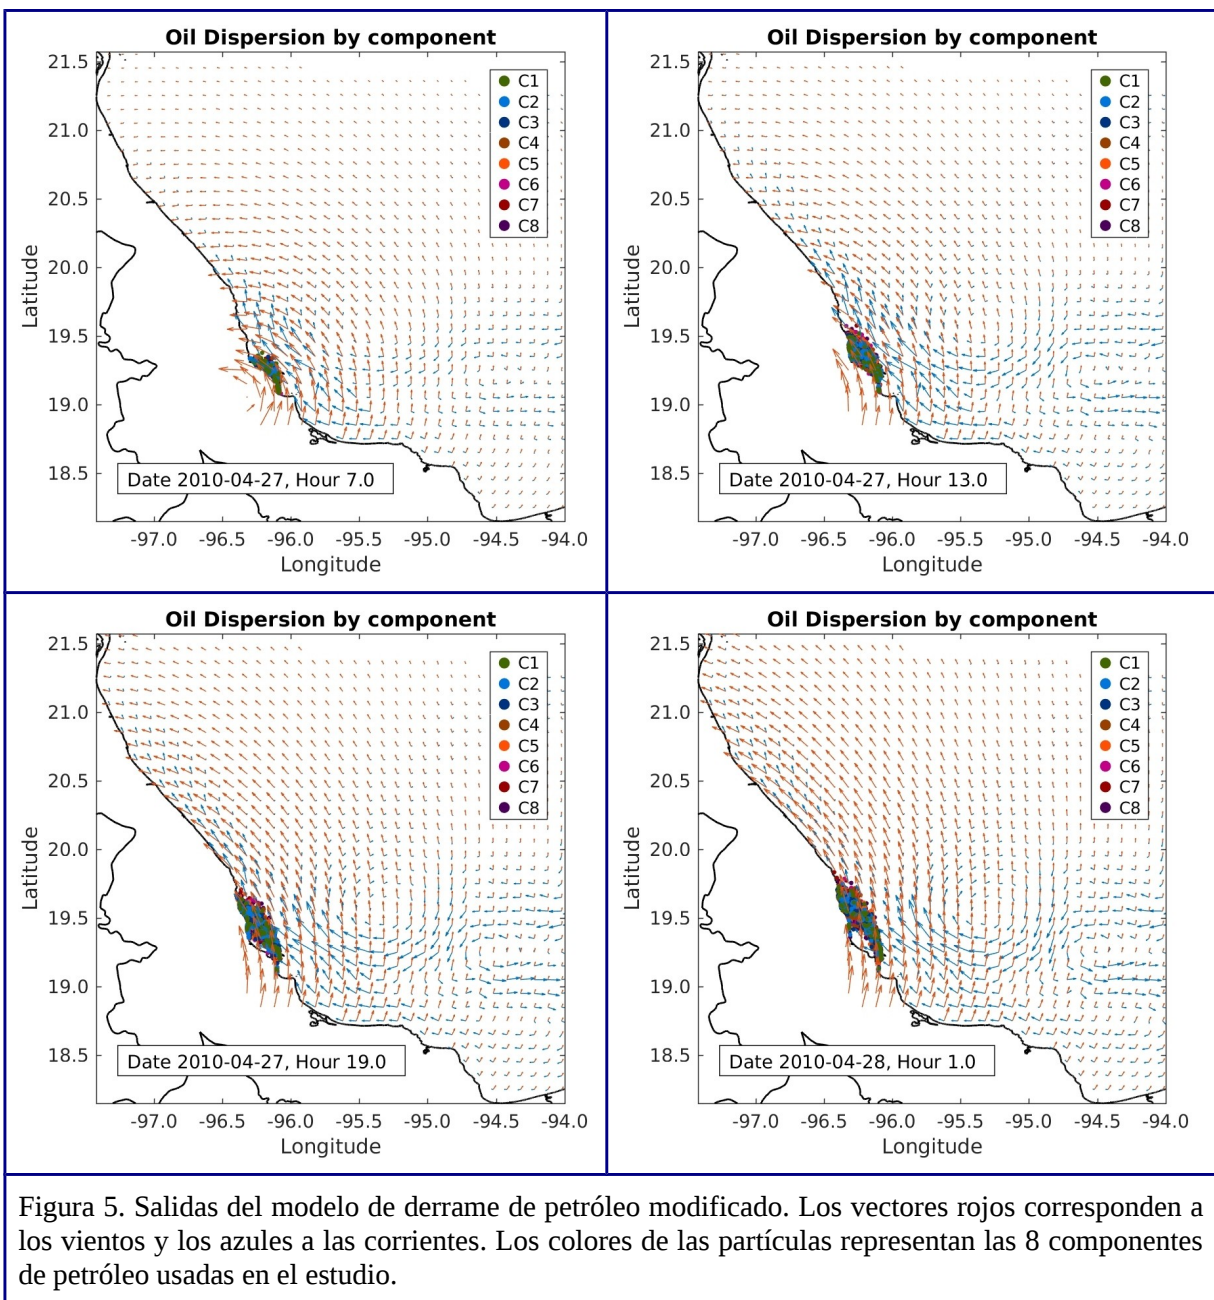 Oil Dispersion by component
C1
C2
C3
C4
C5
C6
C7
C8
21.5
21.0
20.5
20.0
19.5
19.0
18.5
Latitude
Date 2010-04-27, Hour 7.0
-97.0 -96.5 -96.0 -95.5 -95.0 -94.5 -94.0
Longitude
Oil Dispersion by component
C1
C2
C3
C4
C5
C6
C7
C8
21.5
21.0
20.5
20.0
19.5
19.0
18.5
Latitude
Date 2010-04-27, Hour 13.0
-97.0 -96.5 -96.0 -95.5 -95.0 -94.5 -94.0
Longitude
Oil Dispersion by component
C1
C2
C3
C4
C5
C6
C7
C8
21.5
21.0
20.5
20.0
19.5
19.0
18.5
Latitude
Date 2010-04-27, Hour 19.0
-97.0 -96.5 -96.0 -95.5 -95.0 -94.5 -94.0
Longitude
Oil Dispersion by component
C1
C2
C3
C4
C5
C6
C7
C8
21.5
21.0
20.5
20.0
19.5
19.0
18.5
Latitude
Date 2010-04-28, Hour 1.0
-97.0 -96.5 -96.0 -95.5 -95.0 -94.5 -94.0
Longitude
Figura 5. Salidas del modelo de derrame de petróleo modificado. Los vectores rojos corresponden a
los vientos y los azules a las corrientes. Los colores de las partículas representan las 8 componentes
de petróleo usadas en el estudio.